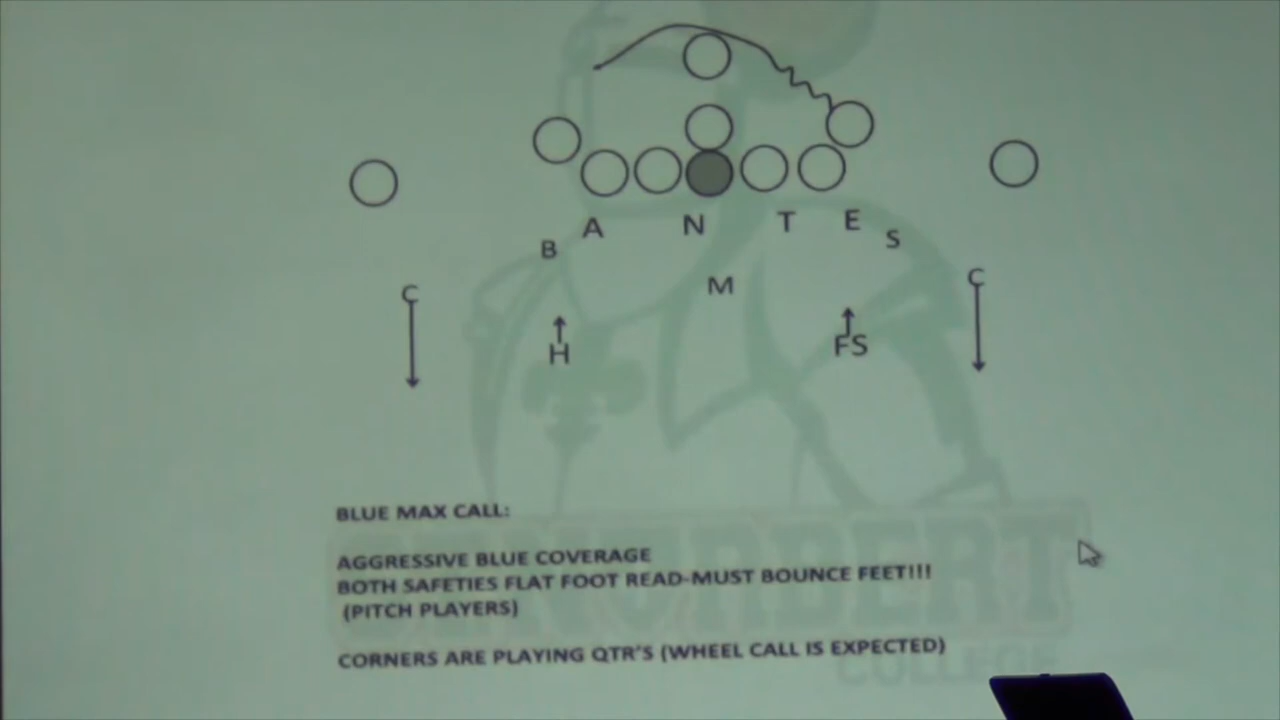 A N T E
B S
M
C C
H FS
BLUE MAX CALL:
AGGRESSIVE BLUE COVERAGE
BOTH SAFETIES FLAT FOOT READ-MUST BOUNCE FEET!!!
(PITCH PLAYERS)
CORNERS ARE PLAYING QTR'S (WHEEL CALL IS EXPECTED)
COLLEGE